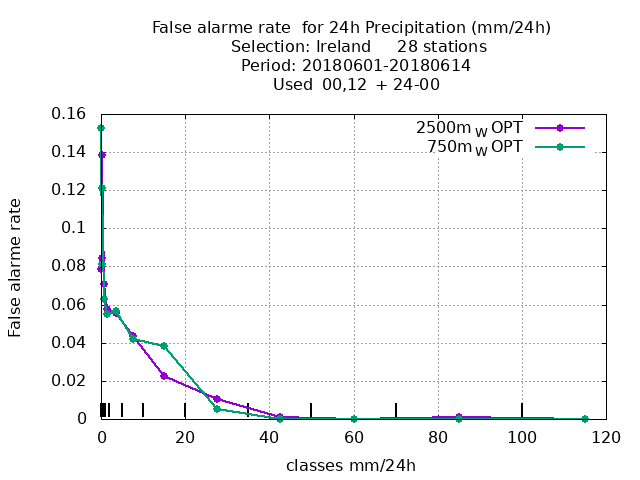 False alarme rate  for 24h Precipitation (mm/24h)
Selection: Ireland     28 stations
Period: 20180601-20180614
Used  00,12  + 24-00
2500m W OPT
750m W OPT
0.16
0.14
0.12
0.1
0.08
0.06
0.04
0.02
0
False alarme rate
0 20 40 60 80 100 120
classes mm/24h